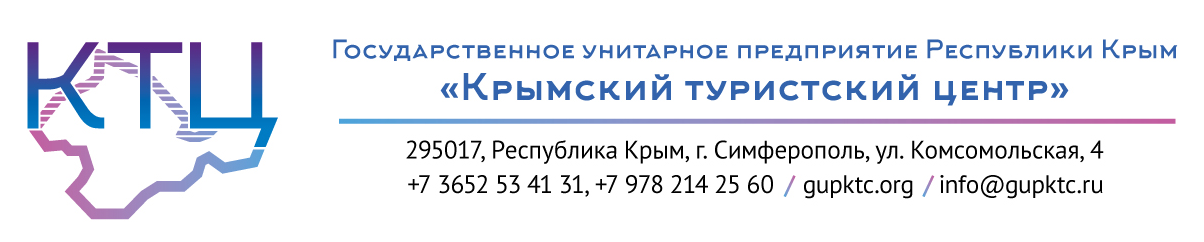 КТЦ
Государственное унитарное предприятие Республики Крым
«Крымский туристский центр»
295017, Республика Крым, г. Симферополь, ул. Комсомольская, 4
+7 3652 53 41 31, +7 978 214 25 60 / gupktc.org / info@gupktc.ru